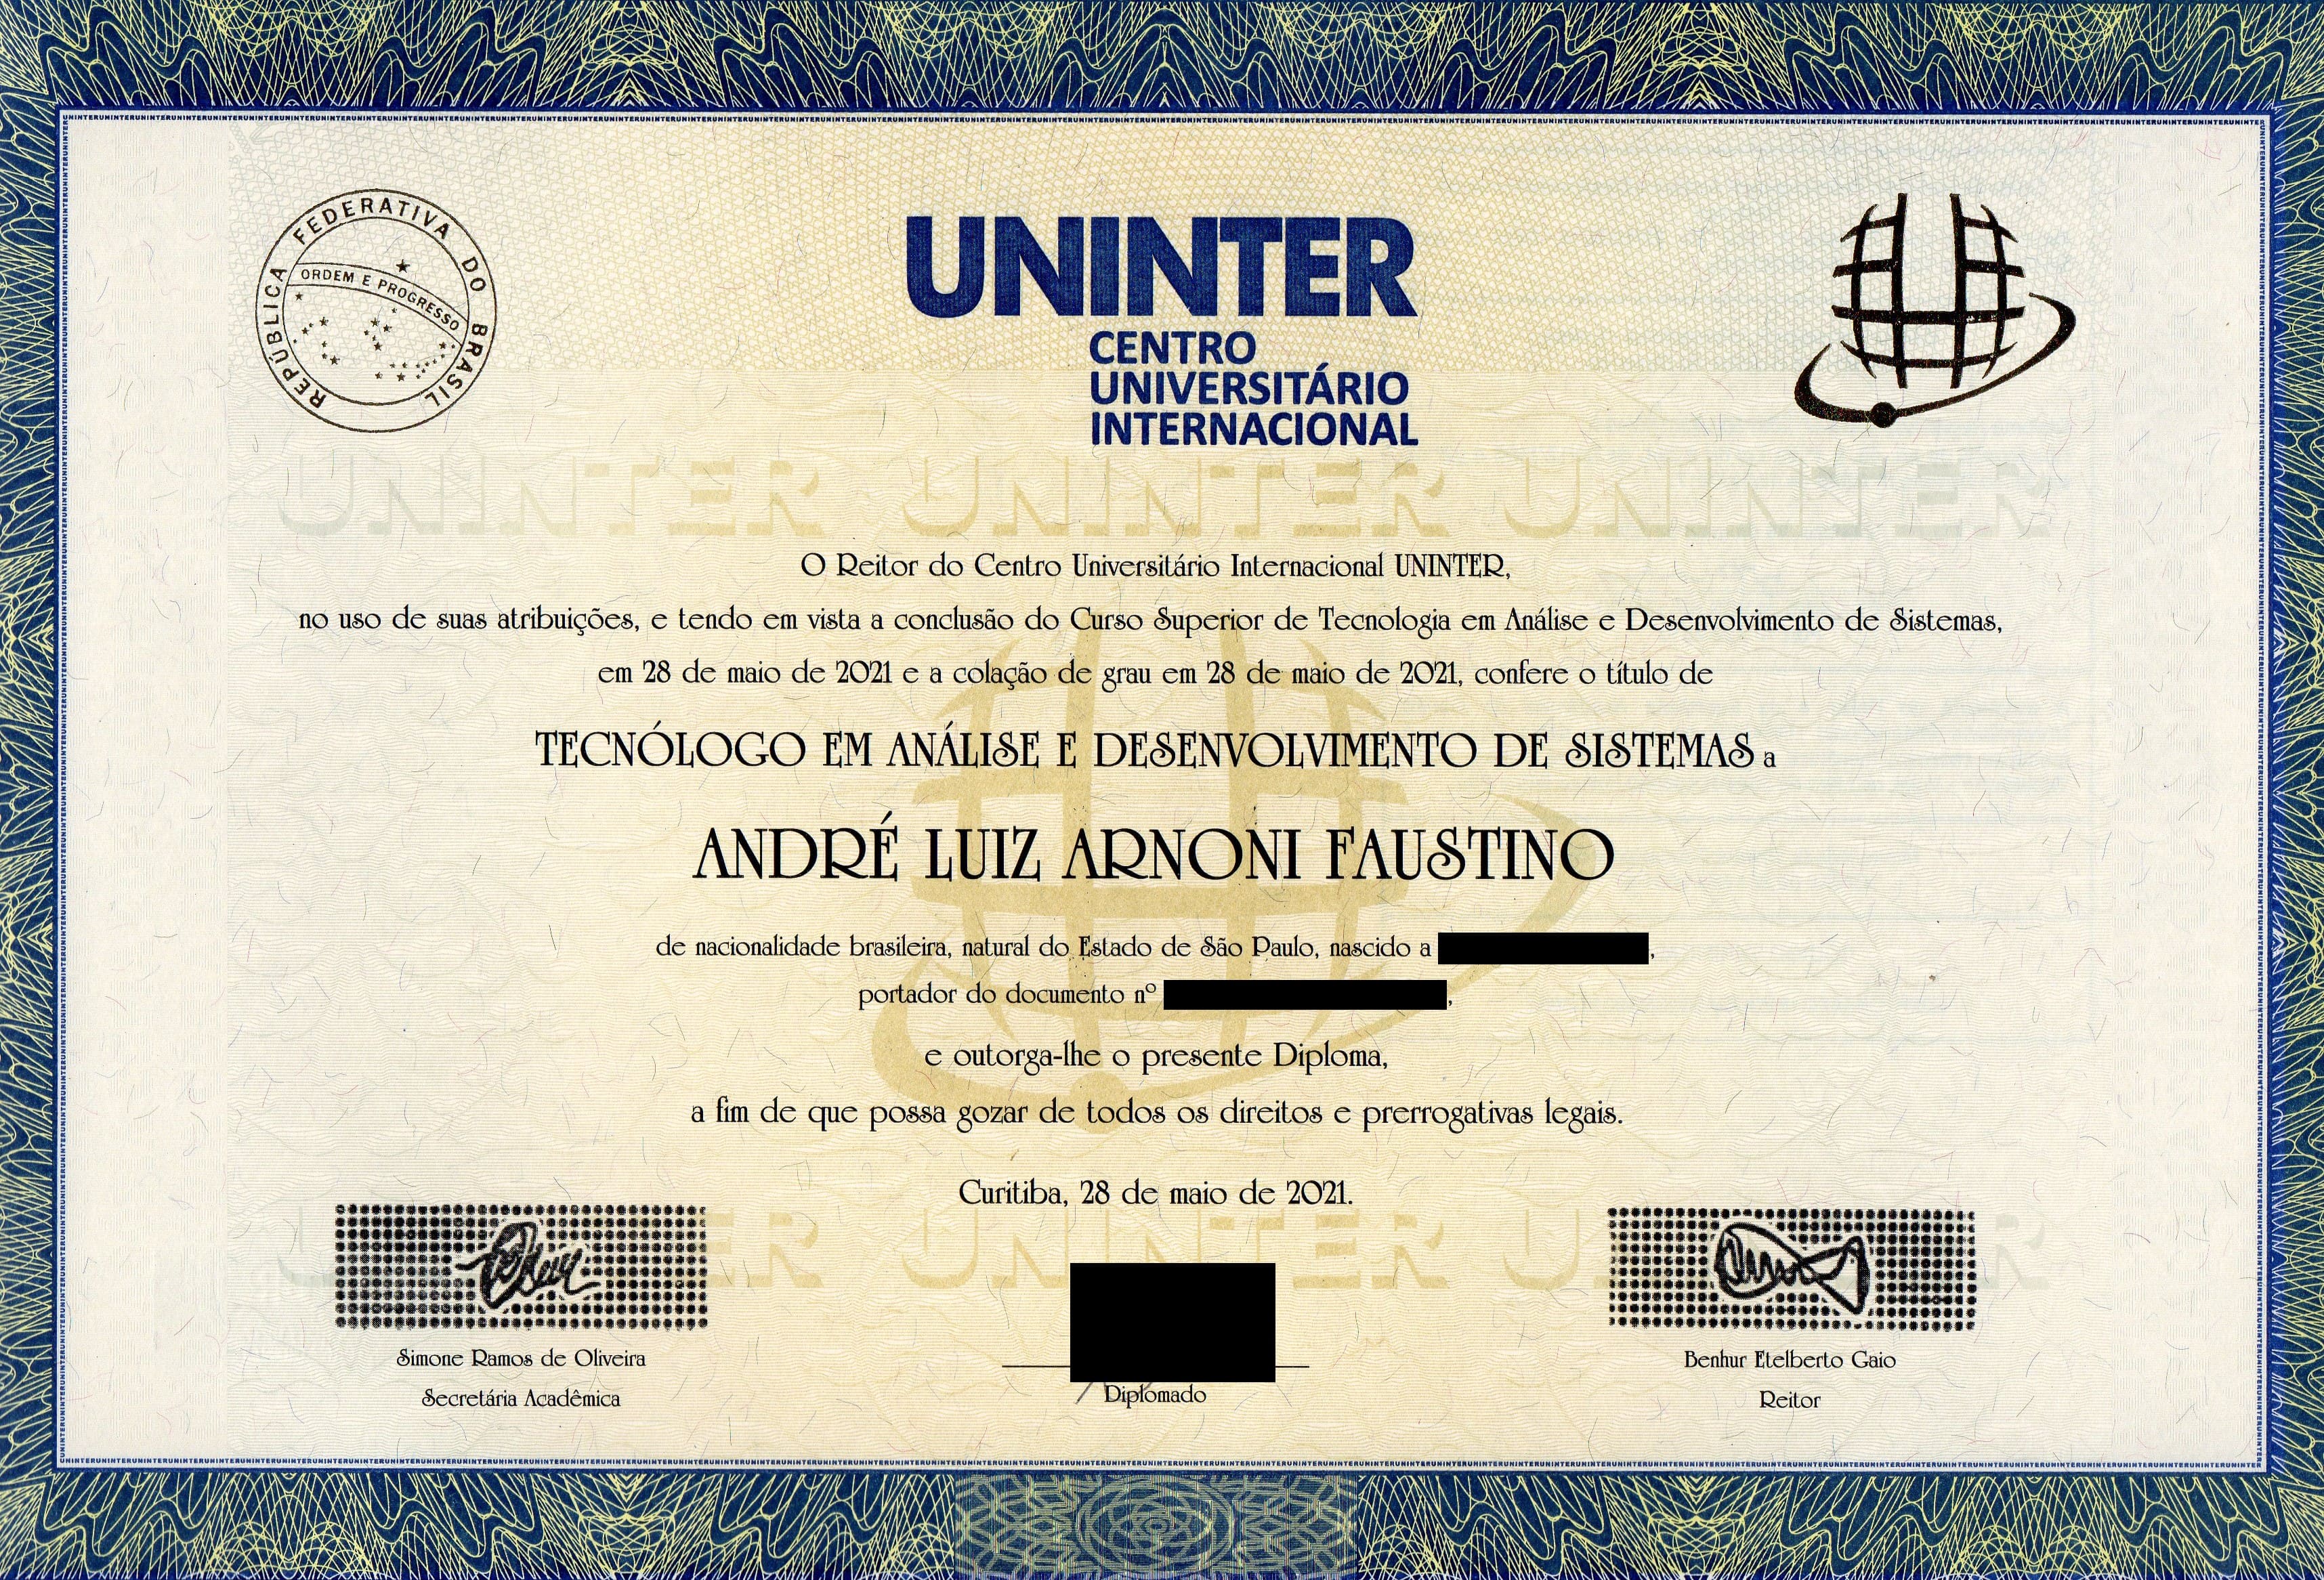 REPÚBLICA FEDERATIVA DO BRASIL
ORDEM E PROGRESSO
UNINTER
CENTRO
UNIVERSITÁRIO
INTERNACIONAL
UNINTER UNINTER UNINTER
O Reitor do Centro Universitário Internacional UNINTER,
no uso de suas atribuições, e tendo em vista a conclusão do Curso Superior de Tecnologia em Análise e Desenvolvimento de Sistemas,
em 28 de maio de 2021 e a colação de grau em 28 de maio de 2021, confere o título de
TECNÓLOGO EM ANÁLISE E DESENVOLVIMENTO DE SISTEMAS a
ANDRÉ LUIZ ARNONI FAUSTINO
de nacionalidade brasileira, natural do Estado de São Paulo, nascido a ,
portador do documento nº ,
e outorga-lhe o presente Diploma,
a fim de que possa gozar de todos os direitos e prerrogativas legais.
Curitiba, 28 de maio de 2021.
Simone Ramos de Oliveira
Secretária Acadêmica
Diplomado
Benhur Etelberto Gaio
Reitor